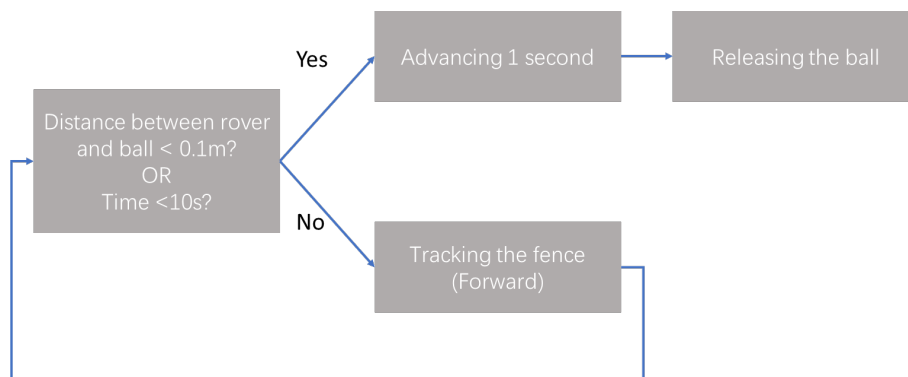 Distance between rover
and ball < 0.1m?
OR
Time <10s?
Yes
Advancing 1 second
Releasing the ball
No
Tracking the fence
(Forward)